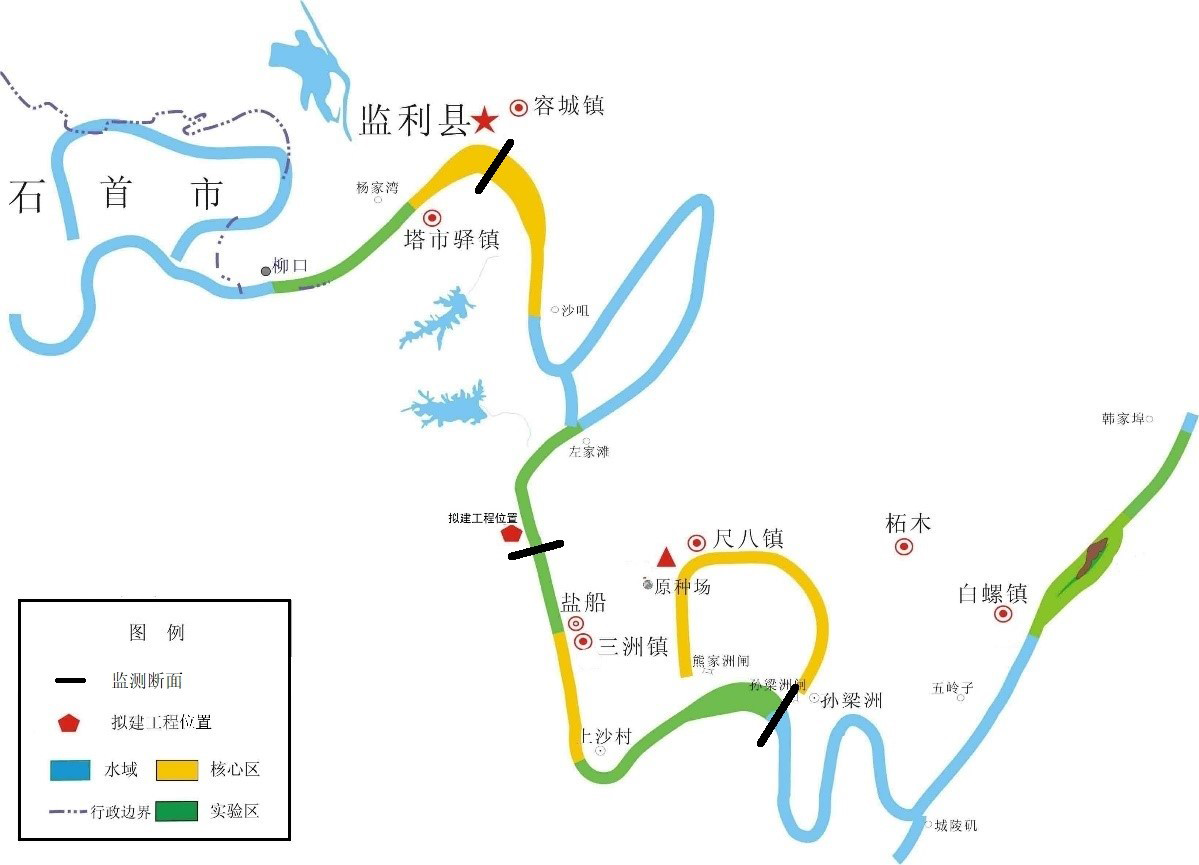 容城镇
监利县
石首市
杨家湾
塔市驿镇
柳口
沙咀
韩家埠
左家滩
拟建工程位置
柘木
尺八镇
原种场
白螺镇
盐船
三洲镇
熊家洲闸
孙梁洲闸
孙梁洲
五岭子
上沙村
城陵矶
图 例
监测断面
拟建工程位置
水域
核心区
行政边界
实验区